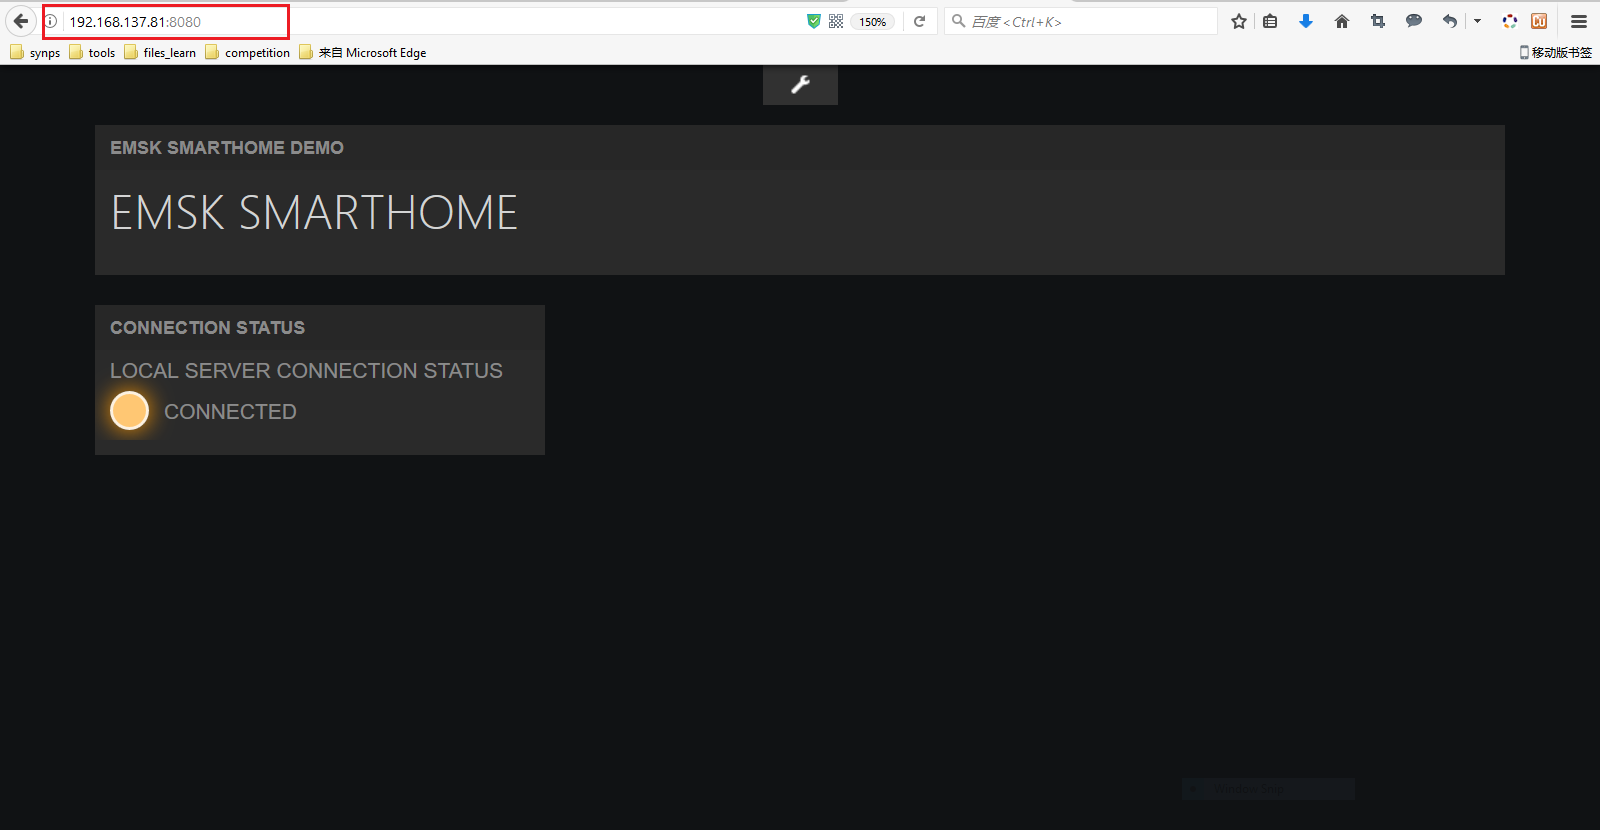 192.168.137.81:8080
150%
百度 <Ctrl+K>
synps tools files_learn competition 来自 Microsoft Edge 移动版书签
EMSK SMARTHOME DEMO
EMSK SMARTHOME
CONNECTION STATUS
LOCAL SERVER CONNECTION STATUS
CONNECTED